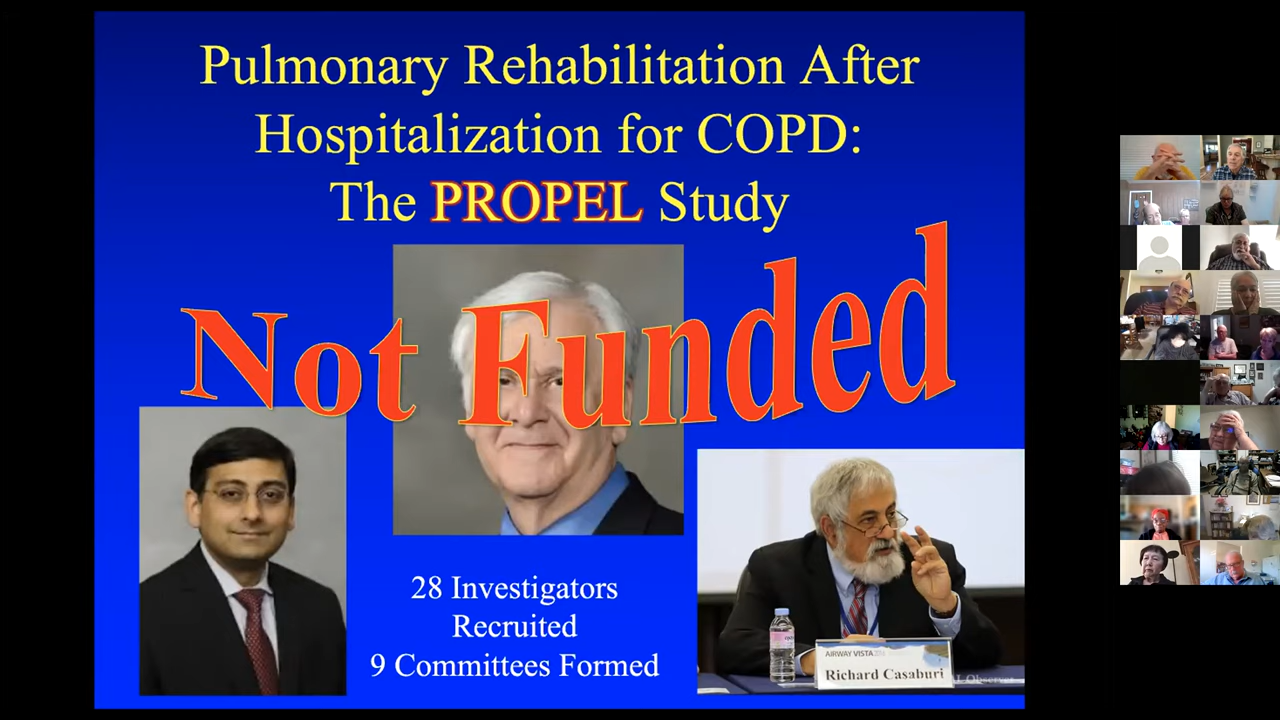 Pulmonary Rehabilitation After
Hospitalization for COPD:
The PROPEL Study
Not Funded
28 Investigators
Recruited
9 Committees Formed
AIRWAY VISTA
Richard Casaburi
Observer